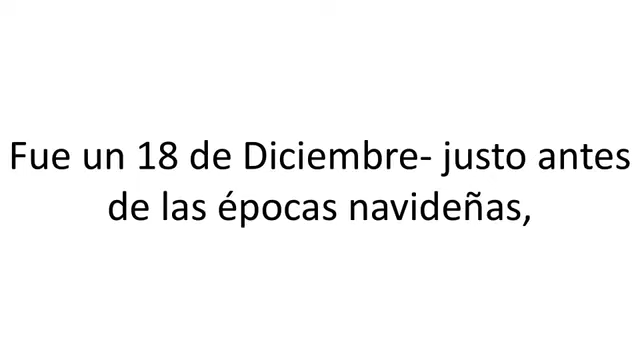 Fue un 18 de Diciembre- justo antes
de las épocas navideñas,